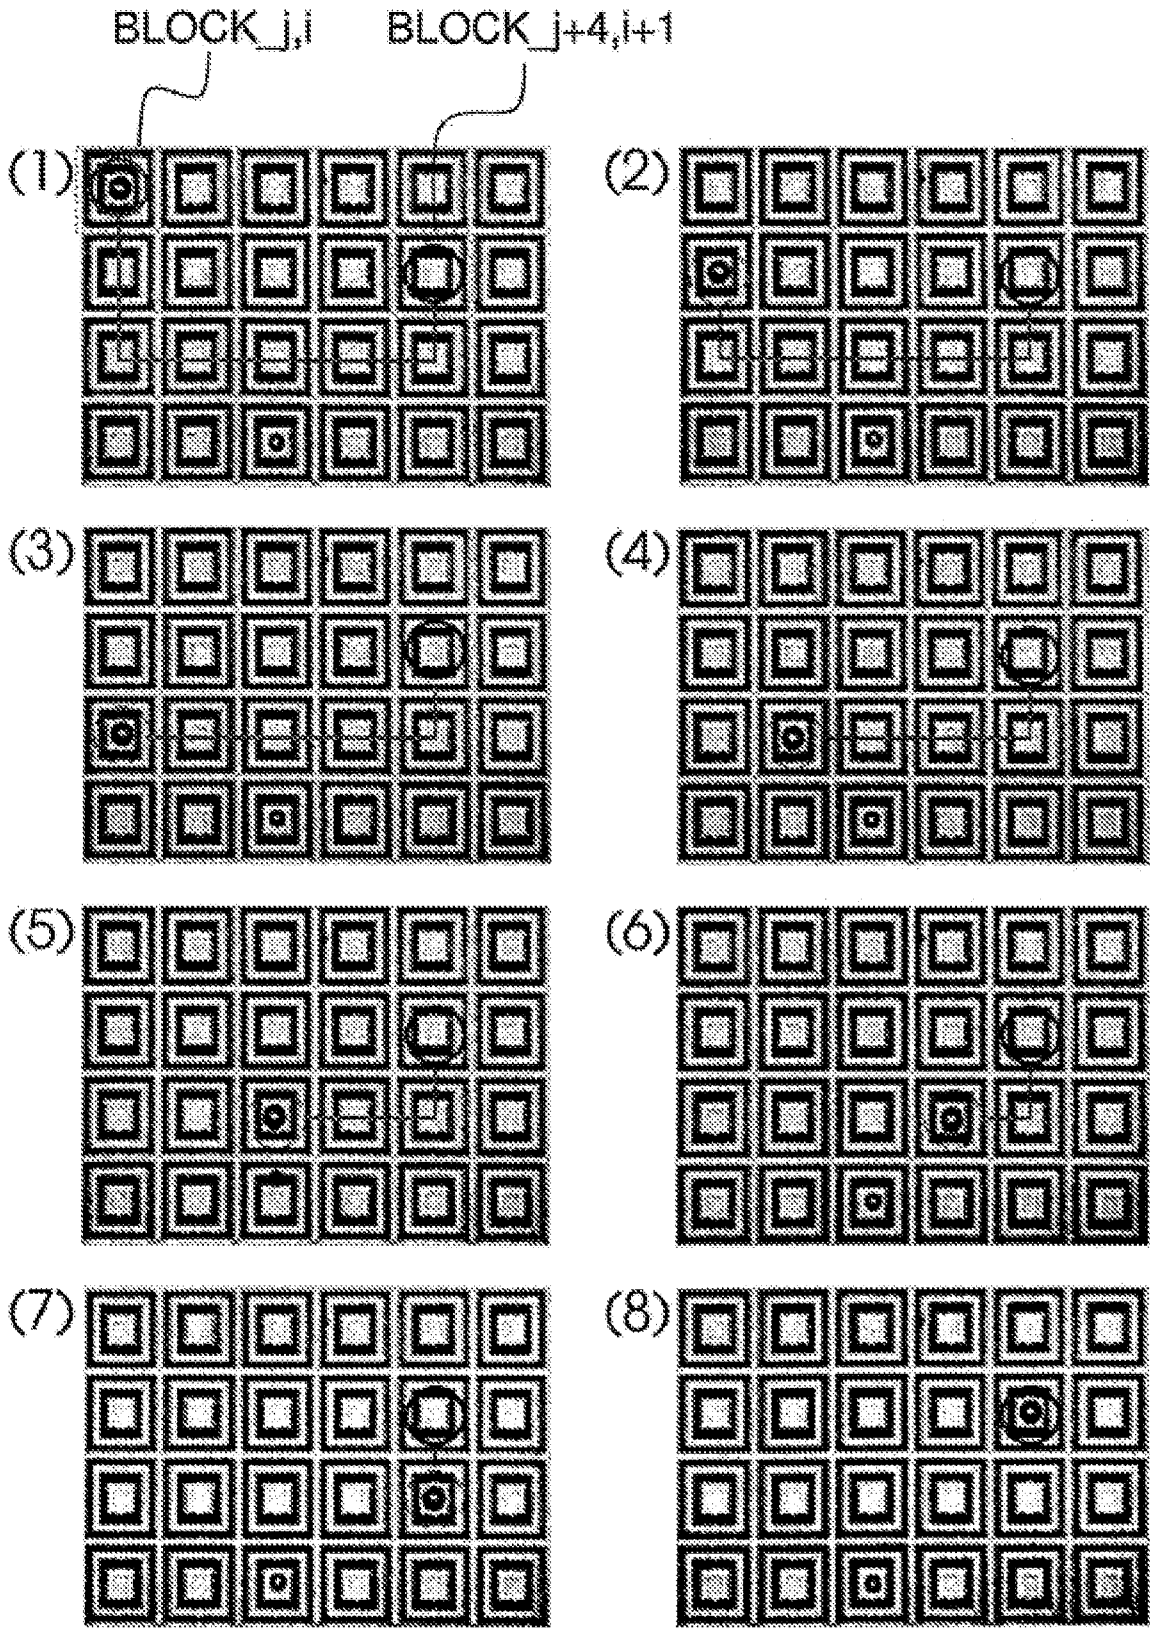 BLOCK_j,i BLOCK_j+4,i+1
(1) (2)
(3) (4)
(5) (6)
(7) (8)